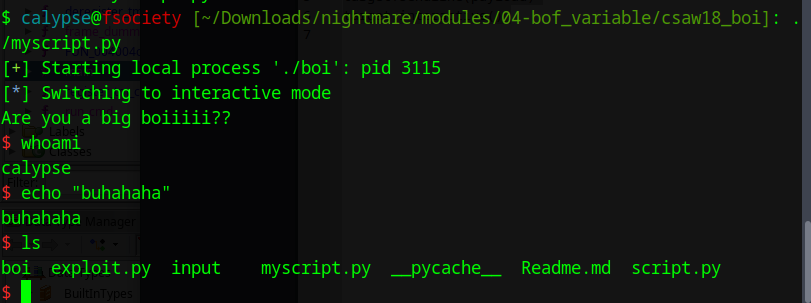 $ calypse@fsociety [~/Downloads/nightmare/modules/04-bof_variable/csaw18_boi]: .
/myscript.py
[+] Starting local process './boi': pid 3115
[*] Switching to interactive mode
Are you a big boiiiii??
$ whoami
calypse
$ echo "buhahaha"
buhahaha
$ ls
boi  exploit.py  input    myscript.py  __pycache__  Readme.md  script.py
$
BuiltInTypes